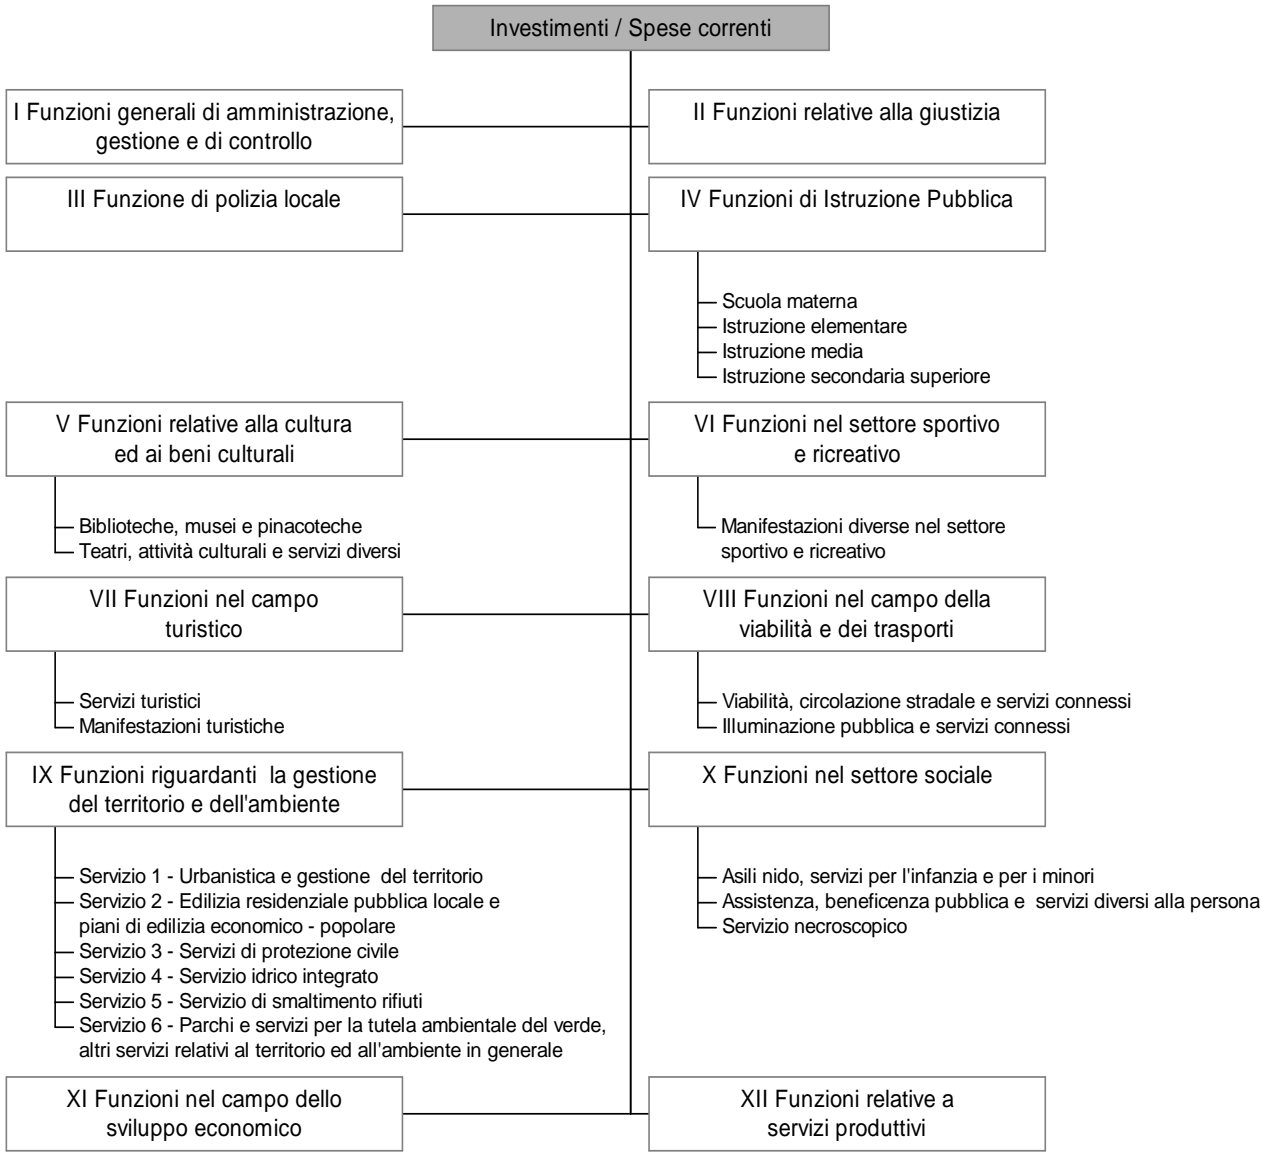 Investimenti / Spese correnti
I Funzioni generali di amministrazione,
gestione e di controllo
II Funzioni relative alla giustizia
III Funzione di polizia locale
IV Funzioni di Istruzione Pubblica
Scuola materna
Istruzione elementare
Istruzione media
Istruzione secondaria superiore
V Funzioni relative alla cultura
ed ai beni culturali
VI Funzioni nel settore sportivo
e ricreativo
Biblioteche, musei e pinacoteche
Teatri, attività culturali e servizi diversi
Manifestazioni diverse nel settore
sportivo e ricreativo
VII Funzioni nel campo
turistico
VIII Funzioni nel campo della
viabilità e dei trasporti
Servizi turistici
Manifestazioni turistiche
Viabilità, circolazione stradale e servizi connessi
Illuminazione pubblica e servizi connessi
IX Funzioni riguardanti la gestione
del territorio e dell'ambiente
X Funzioni nel settore sociale
Servizio 1 - Urbanistica e gestione del territorio
Servizio 2 - Edilizia residenziale pubblica locale e
piani di edilizia economico - popolare
Servizio 3 - Servizi di protezione civile
Servizio 4 - Servizio idrico integrato
Servizio 5 - Servizio di smaltimento rifiuti
Servizio 6 - Parchi e servizi per la tutela ambientale del verde,
altri servizi relativi al territorio ed all'ambiente in generale
Asili nido, servizi per l'infanzia e per i minori
Assistenza, beneficenza pubblica e servizi diversi alla persona
Servizio necroscopico
XI Funzioni nel campo dello
sviluppo economico
XII Funzioni relative a
servizi produttivi